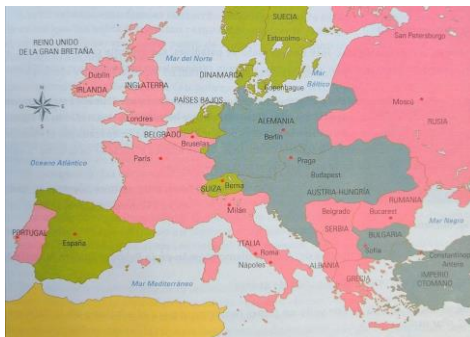 SUECIA
Estocolmo
San Petersburgo
REINO UNIDO
DE LA GRAN BRETAÑA
Mar del Norte
DINAMARCA
Mar
Báltico
Copenhague
Dublín
IRLANDA
INGLATERRA
Londres
PAÍSES BAJOS
Moscú
RUSIA
ALEMANIA
Berlín
BELGRADO
Bruselas
París
Praga
Océano Atlántico
Budapest
AUSTRIA-HUNGRÍA
SUIZA
Berna
Milán
RUMANIA
Belgrado
Bucarest
Mar Negro
SERBIA
BULGARIA
Sofía
PORTUGAL
España
ITALIA
Roma
Nápoles
ALBANIA
GRECIA
IMPERIO
OTOMANO
Mar Mediterráneo